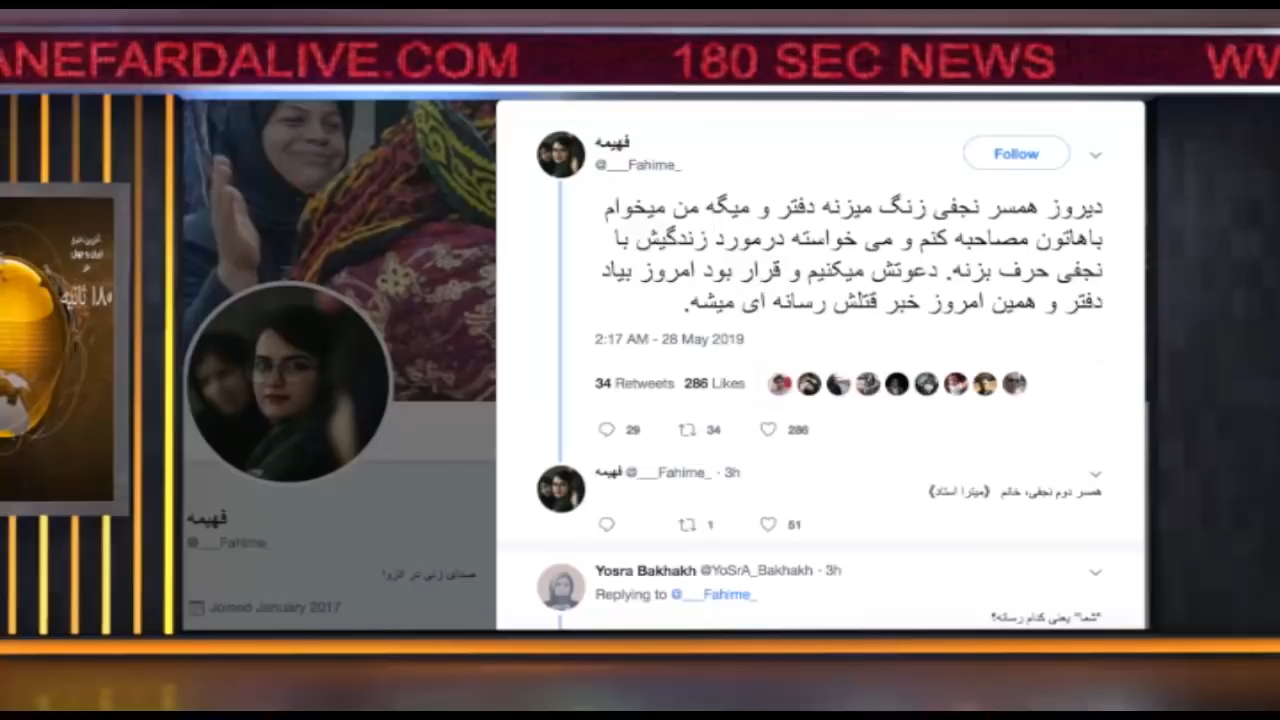 ANEFARDALIVE.COM 180 SEC NEWS WV
۱۸۰ ثانیه
فهیمه
@___Fahime_
Follow
دیروز همسر نجفی زنگ میزنه دفتر و میگه من میخوام
باهاتون مصاحبه کنم و می خواسته درمورد زندگیش با
نجفی حرف بزنه. دعوتش میکنیم و قرار بود امروز بیاد
دفتر و همین امروز خبر قتلش رسانه ای میشه.
2:17 AM - 28 May 2019
34 Retweets 286 Likes
29 34 286
فهیمه @___Fahime_ · 3h
همسر دوم نجفی، خانم 《میترا استاد》
1 51
Yosra Bakhakh @YoSrA_Bakhakh · 3h
Replying to @___Fahime_
"شما" یعنی کدام رسانه؟
فهیمه
@___Fahime_
صدای زنی در انزوا
Joined January 2017